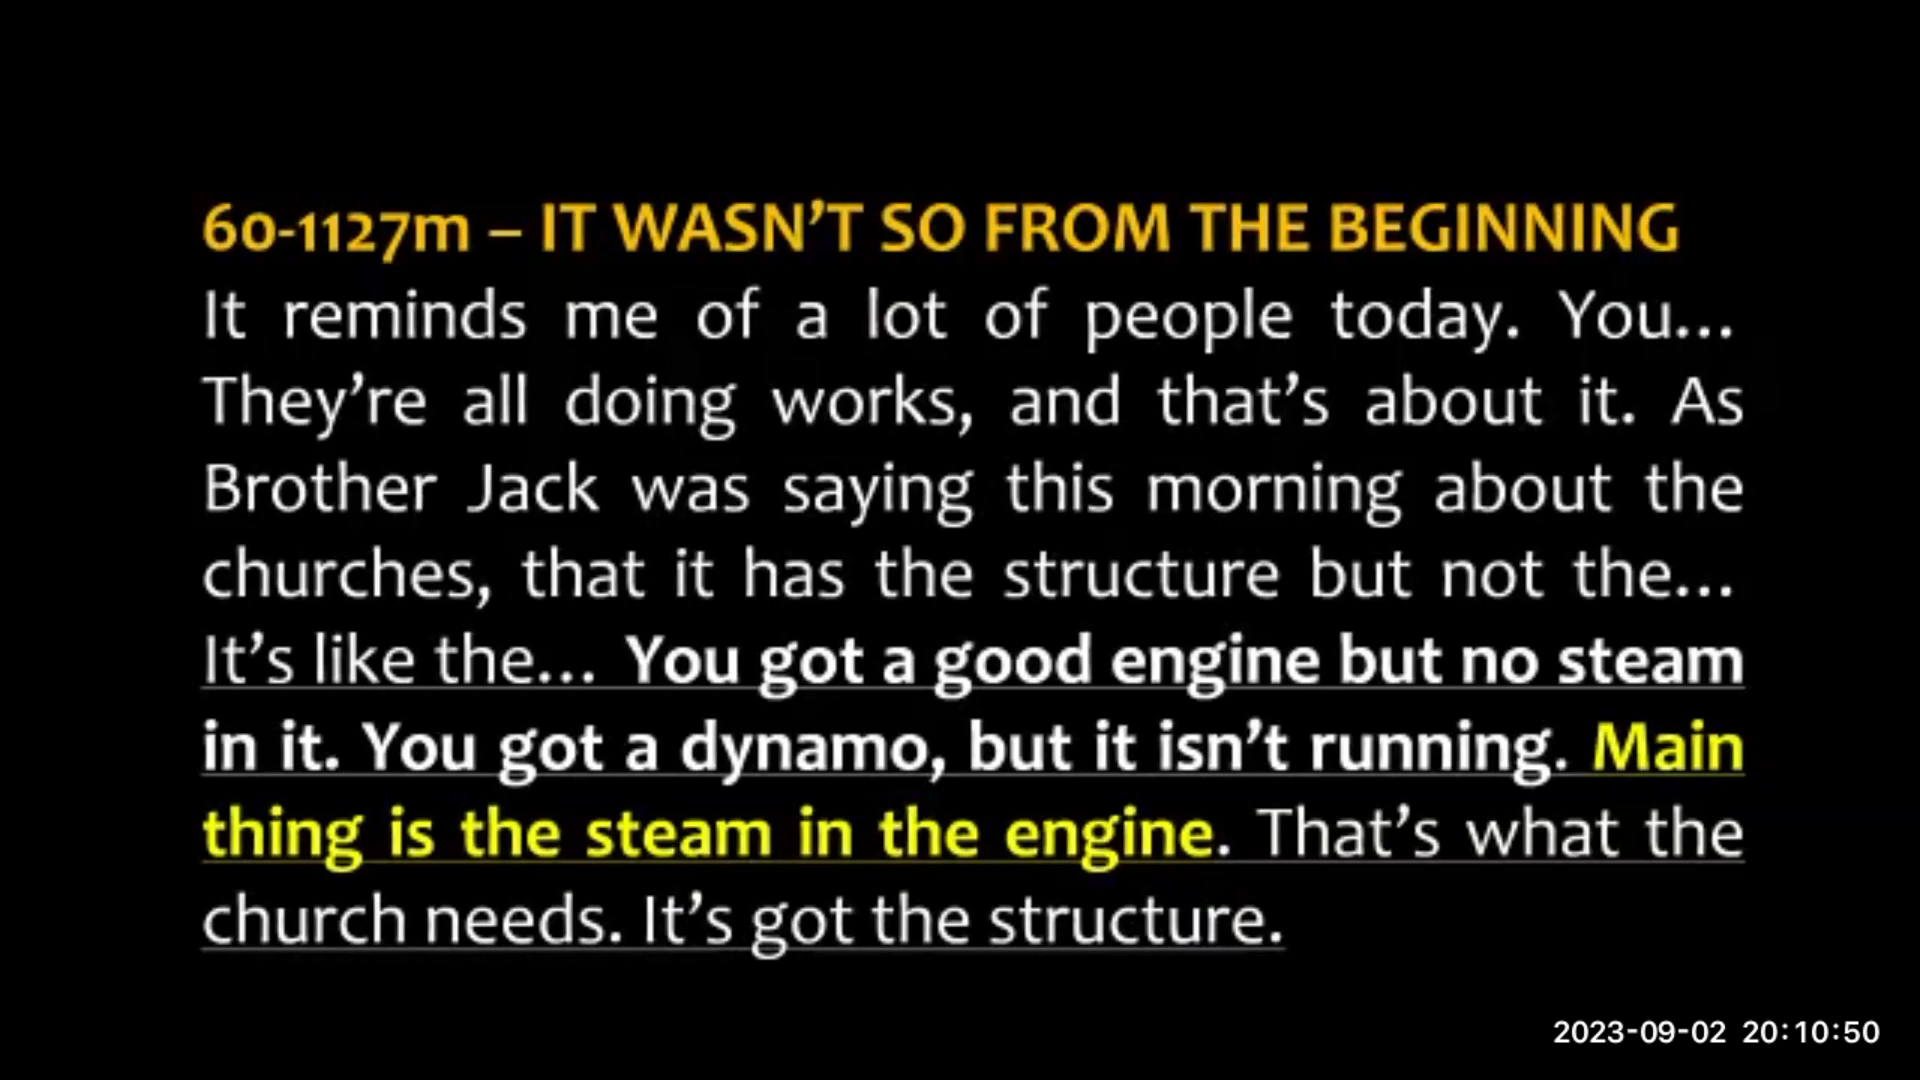 60-1127m – IT WASN’T SO FROM THE BEGINNING
It reminds me of a lot of people today. You…
They’re all doing works, and that’s about it. As
Brother Jack was saying this morning about the
churches, that it has the structure but not the…
It’s like the… You got a good engine but no steam
in it. You got a dynamo, but it isn’t running. Main
thing is the steam in the engine. That’s what the
church needs. It’s got the structure.
2023-09-02 20:10:50